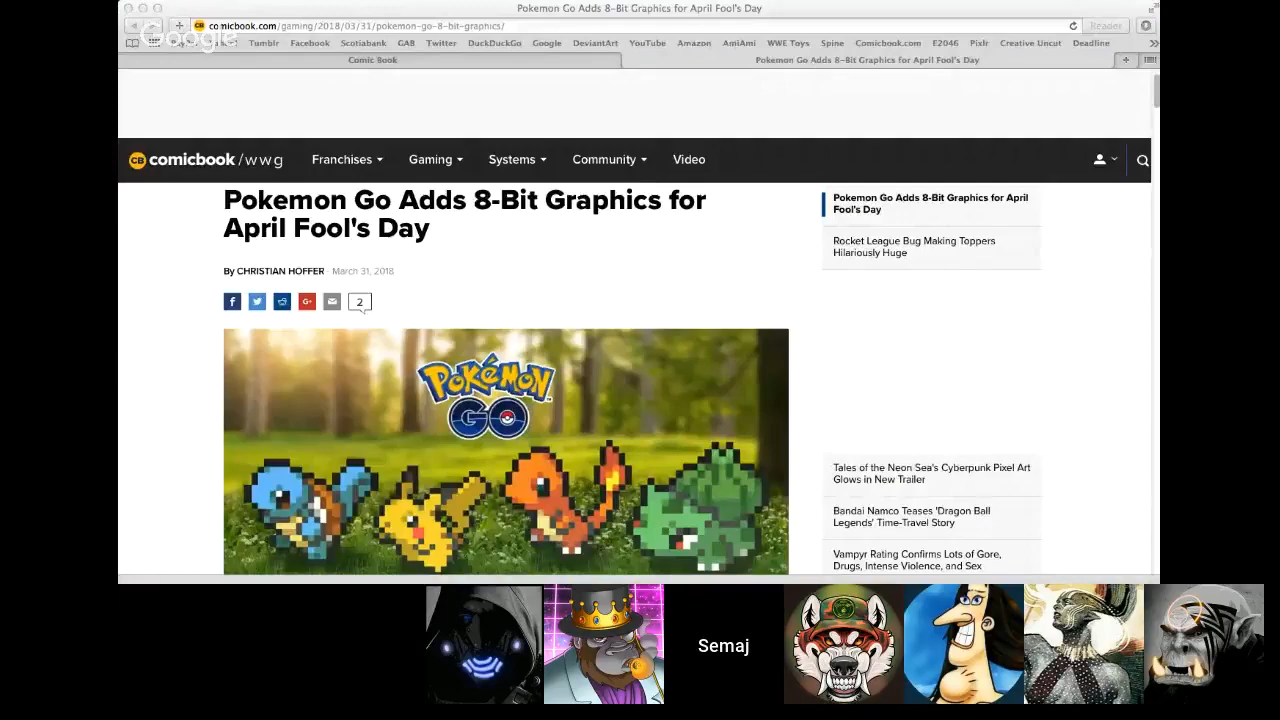 Pokemon Go Adds 8-Bit Graphics for April Fool's Day
comicbook.com/gaming/2018/03/31/pokemon-go-8-bit-graphics/
Reader
Google
Tumblr Facebook Scotiabank GAB Twitter DuckDuckGo Google DeviantArt YouTube Amazon AmiAmi WWE Toys Spine Comicbook.com E2046 Pixlr Creative Uncut Deadline
Comic Book
Pokemon Go Adds 8-Bit Graphics for April Fool's Day
CB comicbook/wwg
Franchises Gaming Systems Community Video
Pokemon Go Adds 8-Bit Graphics for
April Fool's Day
By CHRISTIAN HOFFER - March 31, 2018
2
POKéMON
GO
Pokemon Go Adds 8-Bit Graphics for April
Fool's Day
Rocket League Bug Making Toppers
Hilariously Huge
Tales of the Neon Sea's Cyberpunk Pixel Art
Glows in New Trailer
Bandai Namco Teases 'Dragon Ball
Legends' Time-Travel Story
Vampyr Rating Confirms Lots of Gore,
Drugs, Intense Violence, and Sex
Semaj